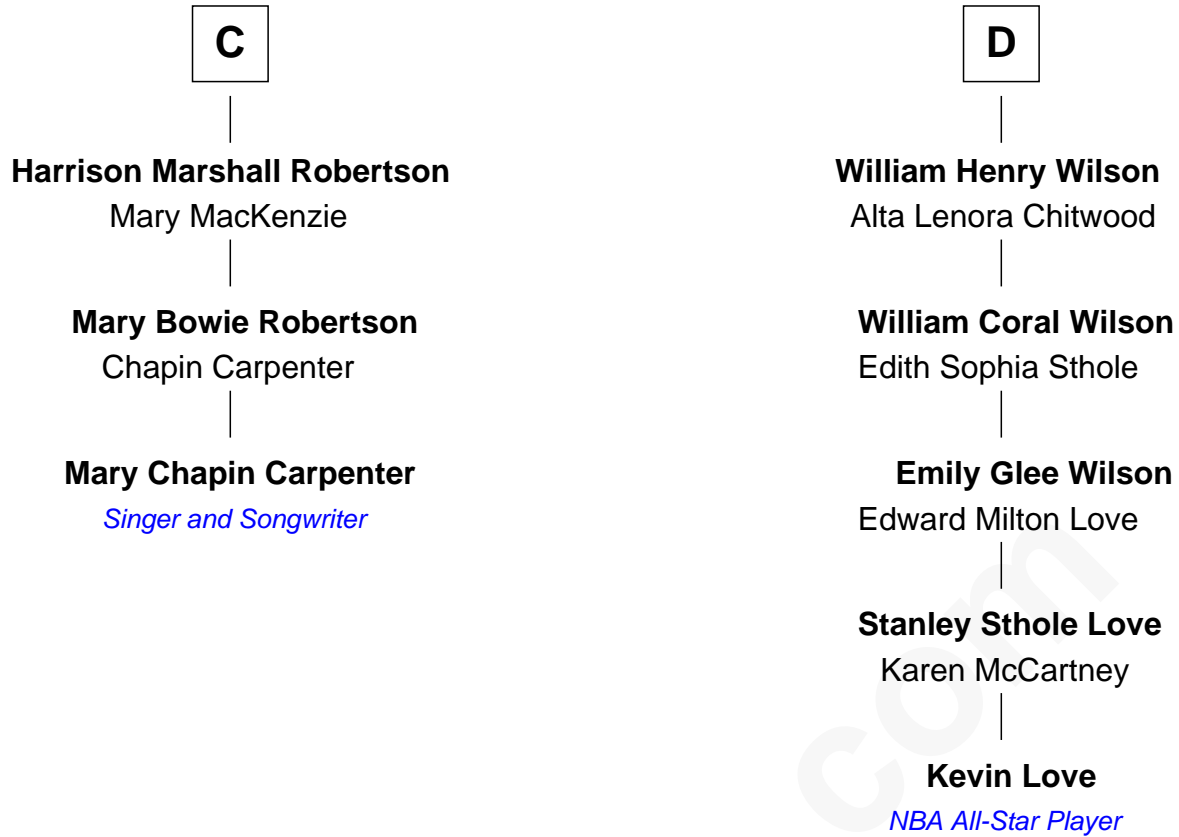 C
Harrison Marshall Robertson
Mary MacKenzie
Mary Bowie Robertson
Chapin Carpenter
Mary Chapin Carpenter
Singer and Songwriter
D
William Henry Wilson
Alta Lenora Chitwood
William Coral Wilson
Edith Sophia Sthole
Emily Glee Wilson
Edward Milton Love
Stanley Sthole Love
Karen McCartney
Kevin Love
NBA All-Star Player
com